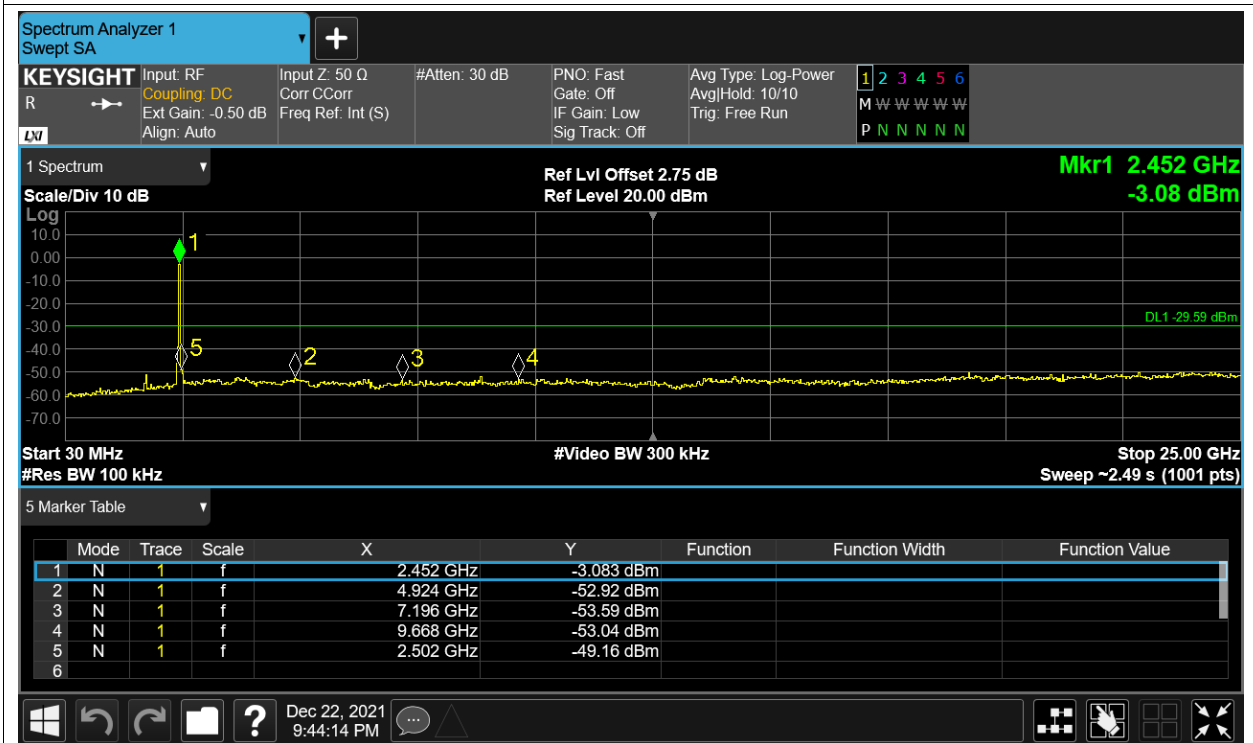 Spectrum Analyzer 1
Swept SA
KEYSIGHT Input: RF Input Z: 50 Ω #Atten: 30 dB PNO: Fast Avg Type: Log-Power 1 2 3 4 5 6
R Coupling: DC Corr CCorr Gate: Off Avg|Hold: 10/10 M W W W W W
Ext Gain: -0.50 dB Freq Ref: Int (S) IF Gain: Low Trig: Free Run
LXI Align: Auto Sig Track: Off P N N N N N
1 Spectrum Ref Lvl Offset 2.75 dB Mkr1 2.452 GHz
Scale/Div 10 dB Ref Level 20.00 dBm -3.08 dBm
Log
10.0 1
0.00
-10.0
-20.0
DL1 -29.59 dBm
-30.0
-40.0 5 2 3 4
-50.0
-60.0
-70.0
Start 30 MHz #Video BW 300 kHz Stop 25.00 GHz
#Res BW 100 kHz Sweep ~2.49 s (1001 pts)
5 Marker Table
Mode Trace Scale X Y Function Function Width Function Value
1 N 1 f 2.452 GHz -3.083 dBm
2 N 1 f 4.924 GHz -52.92 dBm
3 N 1 f 7.196 GHz -53.59 dBm
4 N 1 f 9.668 GHz -53.04 dBm
5 N 1 f 2.502 GHz -49.16 dBm
6
? Dec 22, 2021
9:44:14 PM